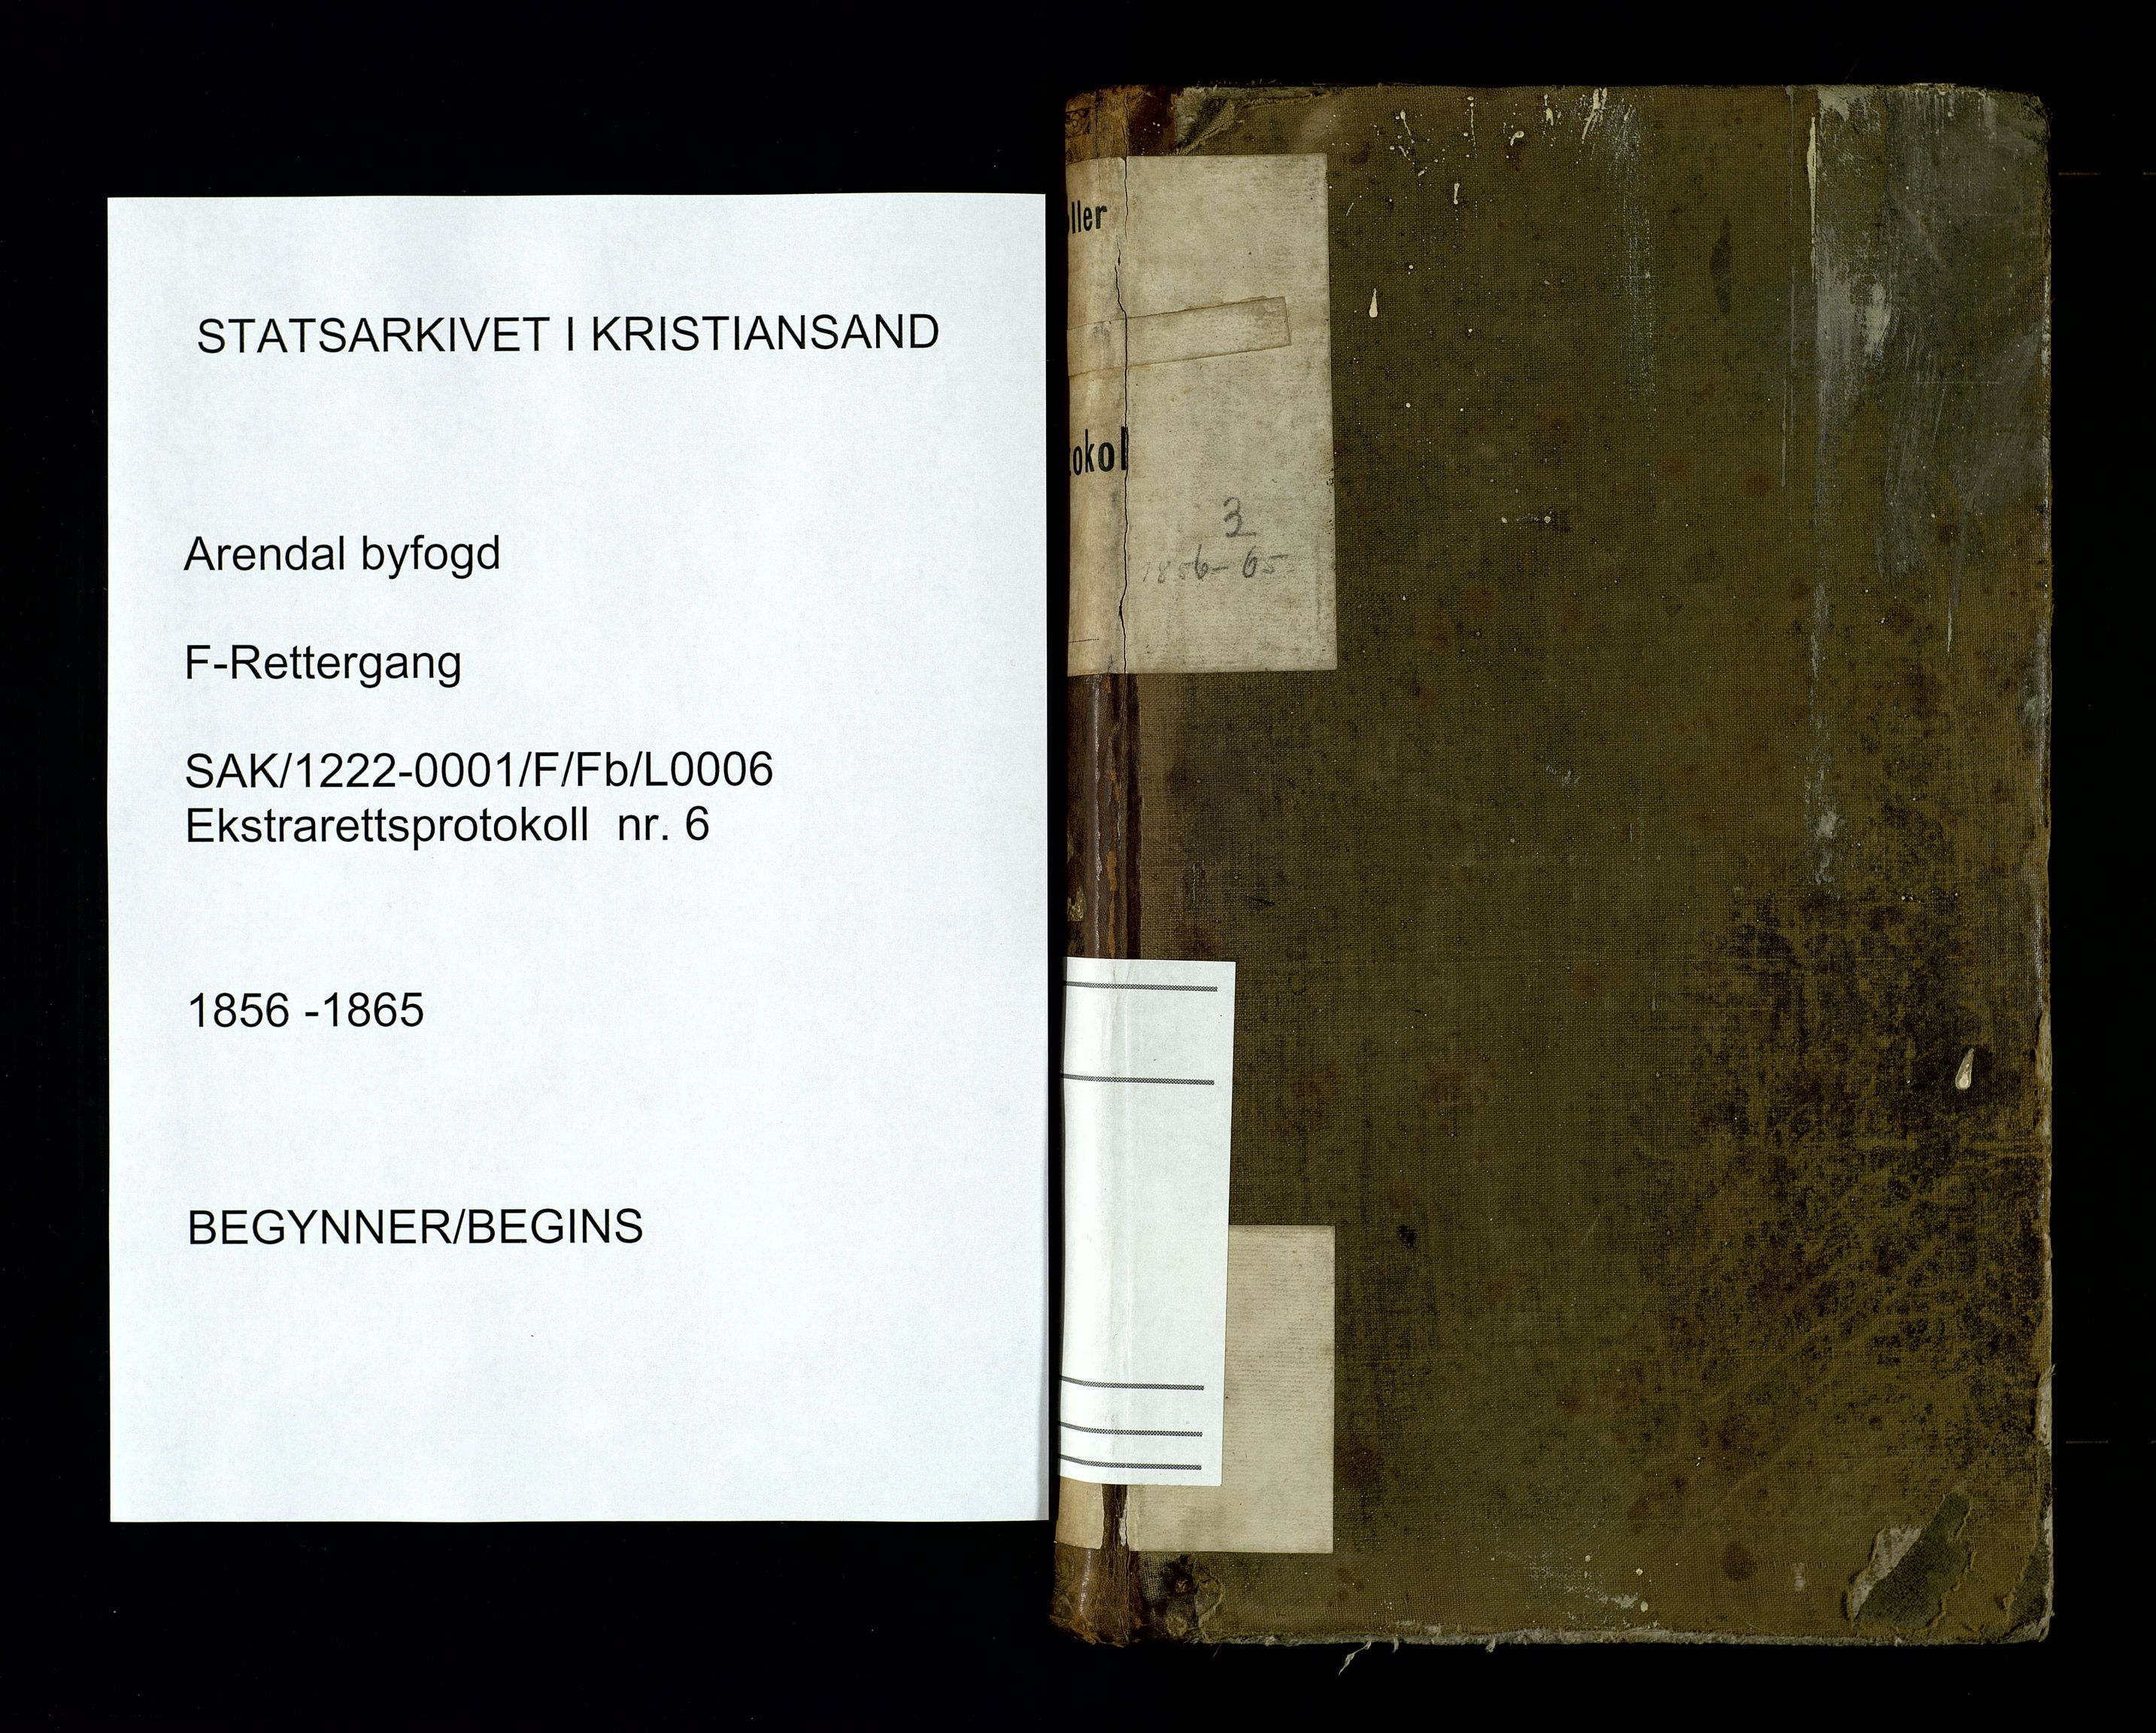 STATSARKIVET I KRISTIANSAND
Arendal byfogd
F-Rettergang
SAK/1222-0001/F/Fb/L0006
Ekstrarettsprotokoll nr. 6
1856 -1865
BEGYNNER/BEGINS
ller
okol
3
1856-65